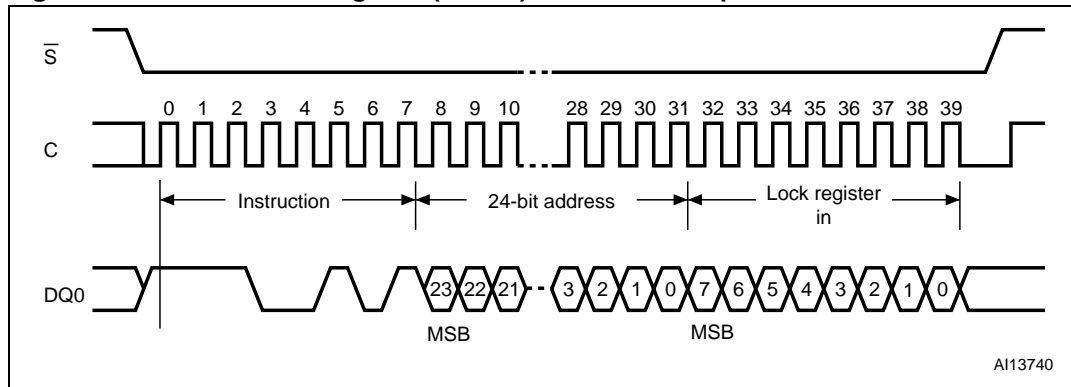 S̅
0 1 2 3 4 5 6 7 8 9 10 28 29 30 31 32 33 34 35 36 37 38 39
C
Instruction 24-bit address Lock register
in
DQ0 23 22 21 3 2 1 0 7 6 5 4 3 2 1 0
MSB MSB
AI13740